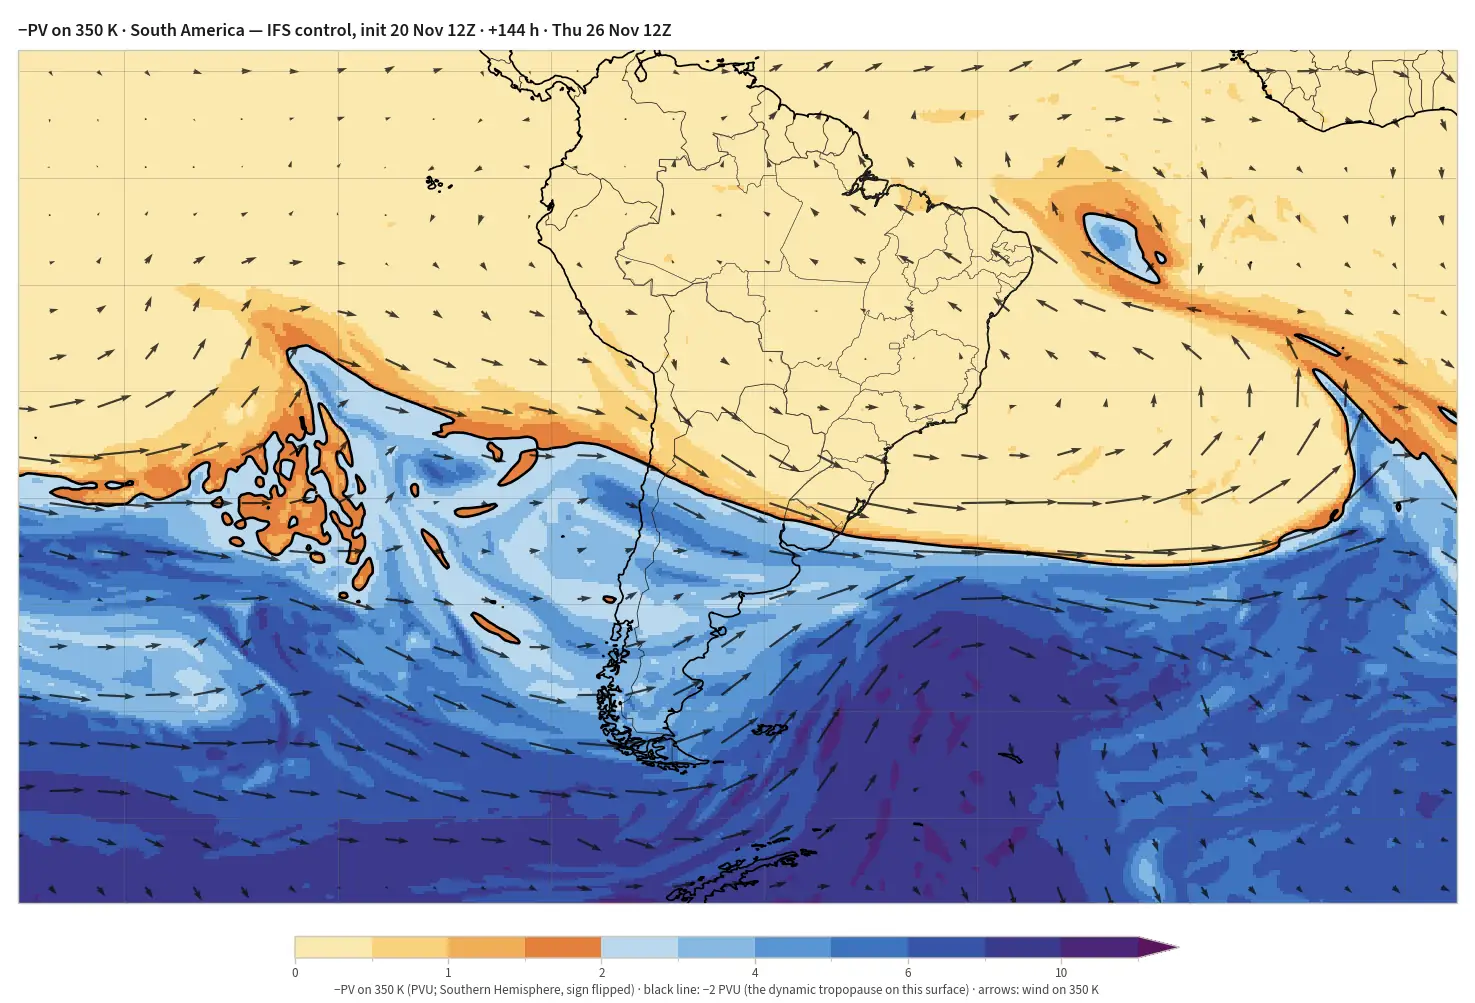 −PV on 350 K · South America — IFS control, init 20 Nov 12Z · +144 h · Thu 26 Nov 12Z
0 1 2 4 6 10
−PV on 350 K (PVU; Southern Hemisphere, sign flipped) · black line: −2 PVU (the dynamic tropopause on this surface) · arrows: wind on 350 K